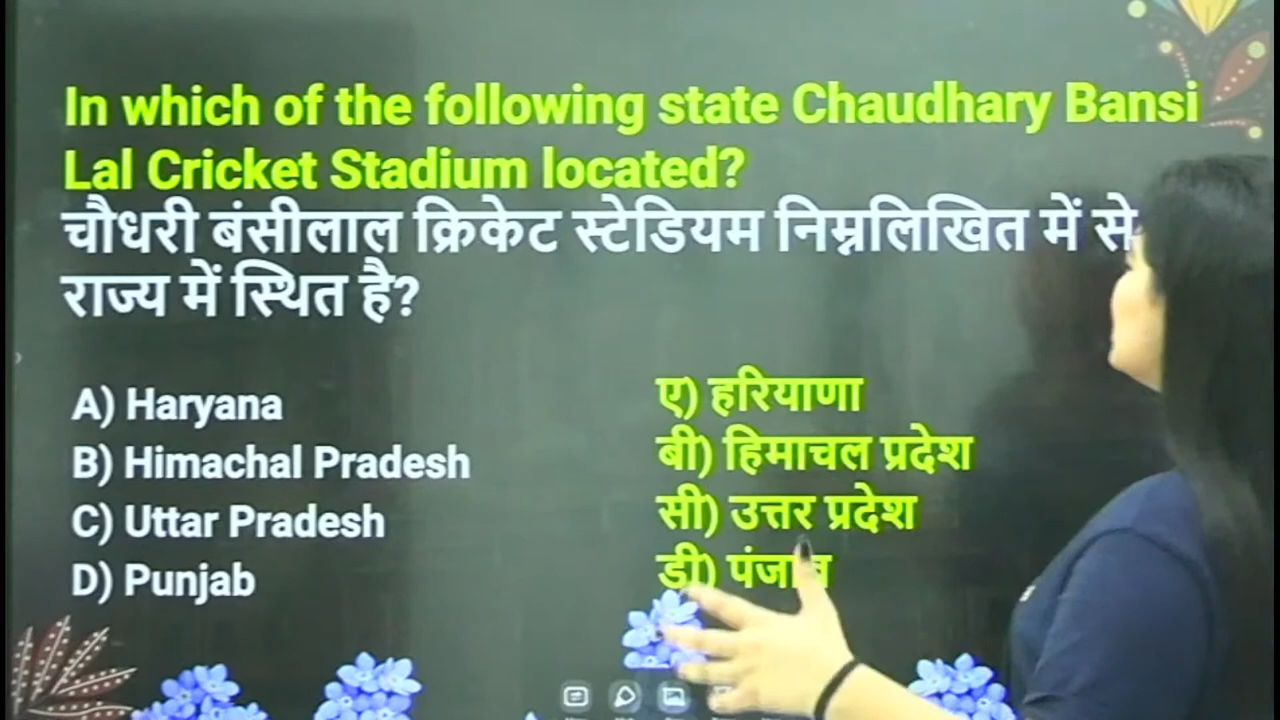 In which of the following state Chaudhary Bansi
Lal Cricket Stadium located?
चौधरी बंसीलाल क्रिकेट स्टेडियम निम्नलिखित में से
राज्य में स्थित है?
A) Haryana
B) Himachal Pradesh
C) Uttar Pradesh
D) Punjab
ए) हरियाणा
बी) हिमाचल प्रदेश
सी) उत्तर प्रदेश
डी) पंजाब